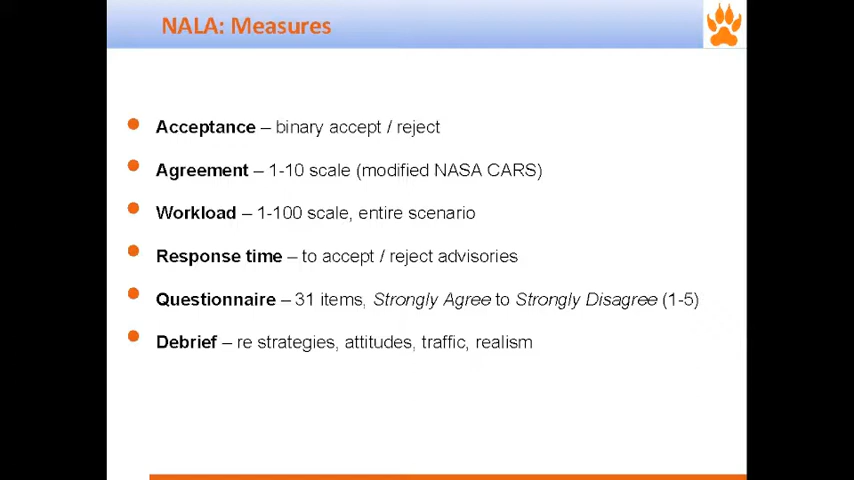 NALA: Measures
Acceptance – binary accept / reject
Agreement – 1-10 scale (modified NASA CARS)
Workload – 1-100 scale, entire scenario
Response time – to accept / reject advisories
Questionnaire – 31 items, Strongly Agree to Strongly Disagree (1-5)
Debrief – re strategies, attitudes, traffic, realism